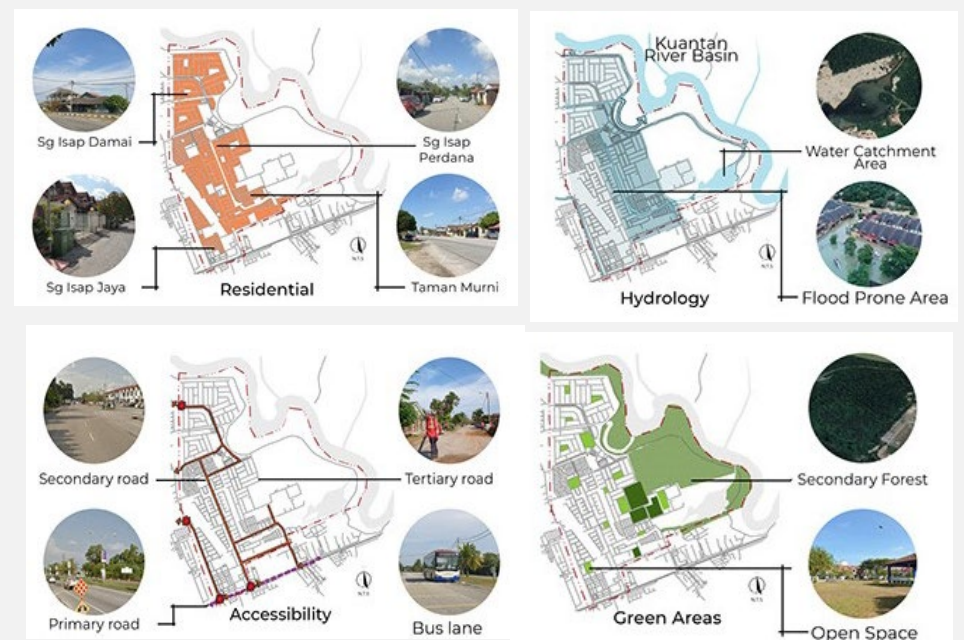 Sg Isap Damai
Sg Isap
Perdana
Sg Isap Jaya
Taman Murni
N.T.S
Residential
Kuantan
River Basin
Water Catchment
Area
Flood Prone Area
N.T.S
Hydrology
Secondary road
Tertiary road
Primary road
Bus lane
N.T.S
Accessibility
Secondary Forest
Open Space
N.T.S
Green Areas